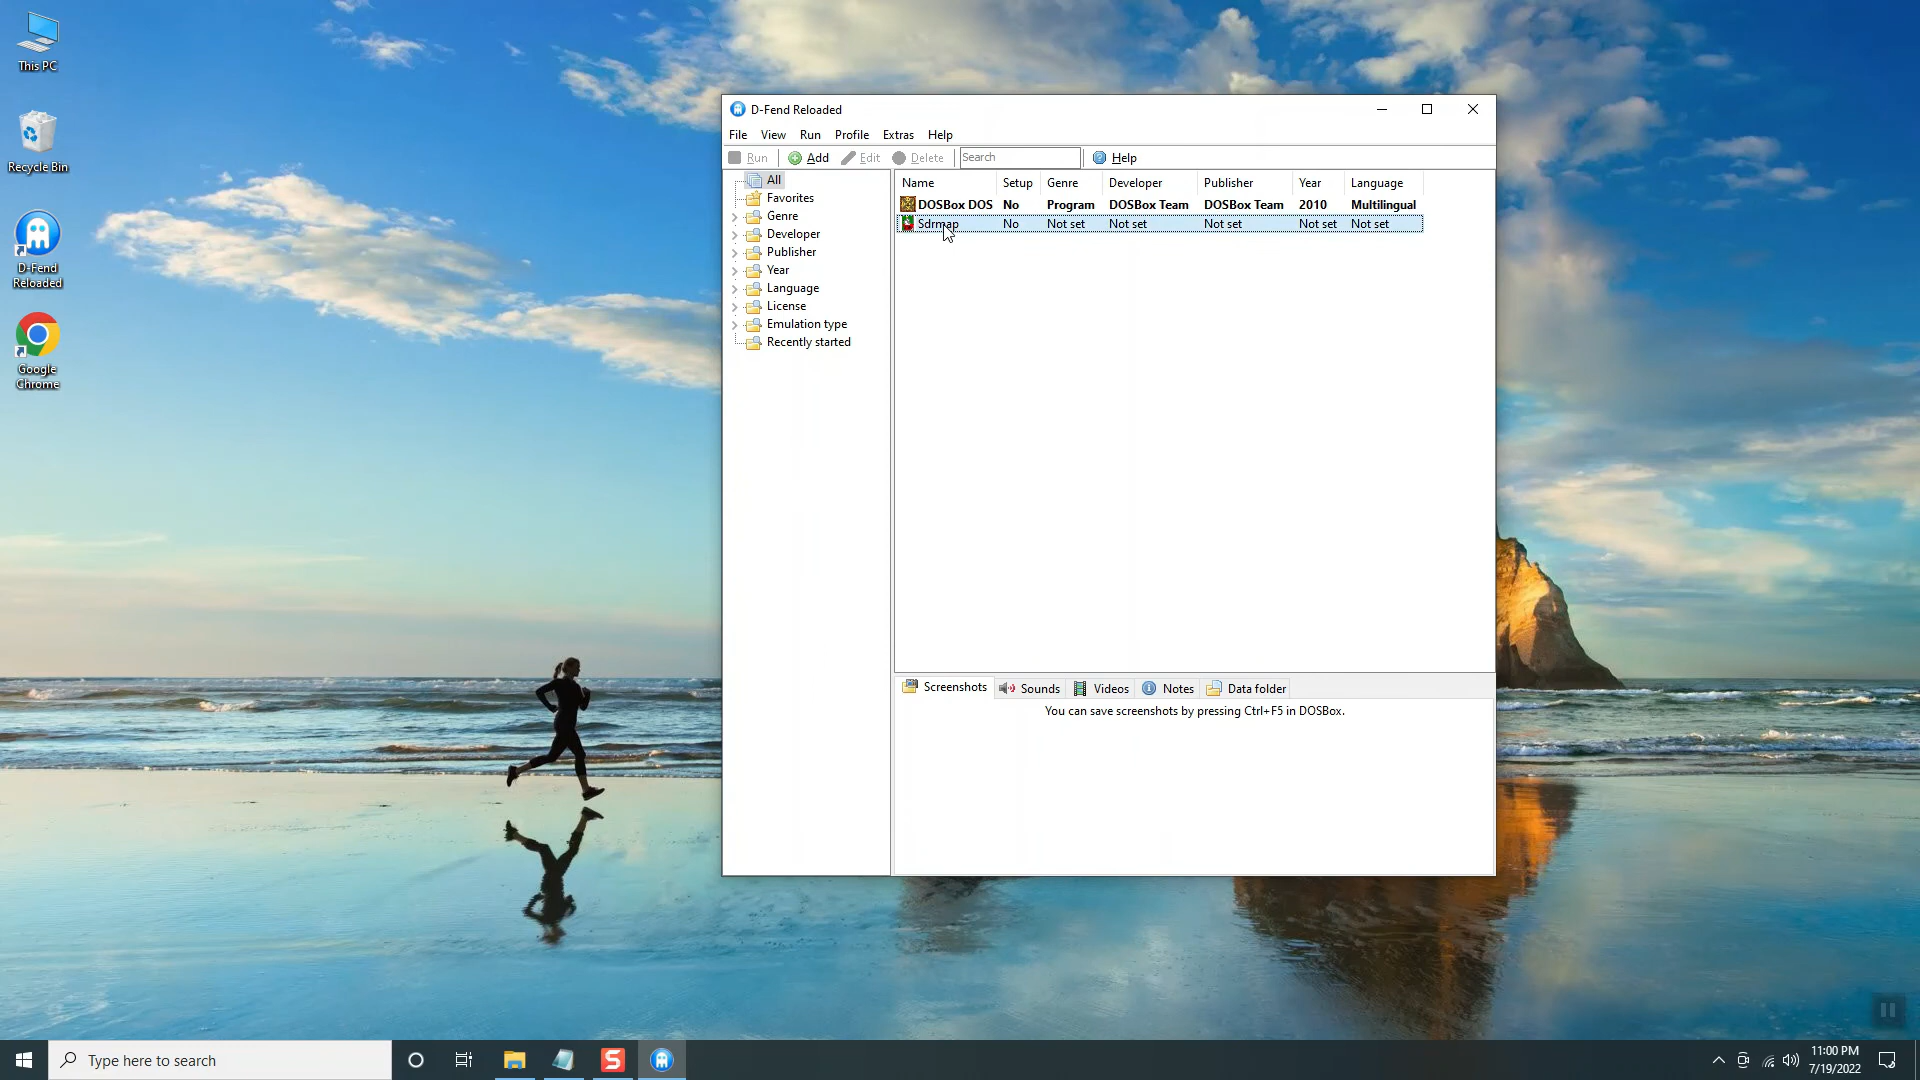 This PC
Recycle Bin
D-Fend
Reloaded
Google
Chrome
D-Fend Reloaded
File View Run Profile Extras Help
Run Add Edit Delete Search Help
All
Favorites
Genre
Developer
Publisher
Year
Language
License
Emulation type
Recently started
Name Setup Genre Developer Publisher Year Language
DOSBox DOS No Program DOSBox Team DOSBox Team 2010 Multilingual
Sdrmap No Not set Not set Not set Not set Not set
Screenshots Sounds Videos Notes Data folder
You can save screenshots by pressing Ctrl+F5 in DOSBox.
Type here to search
S
11:00 PM
7/19/2022